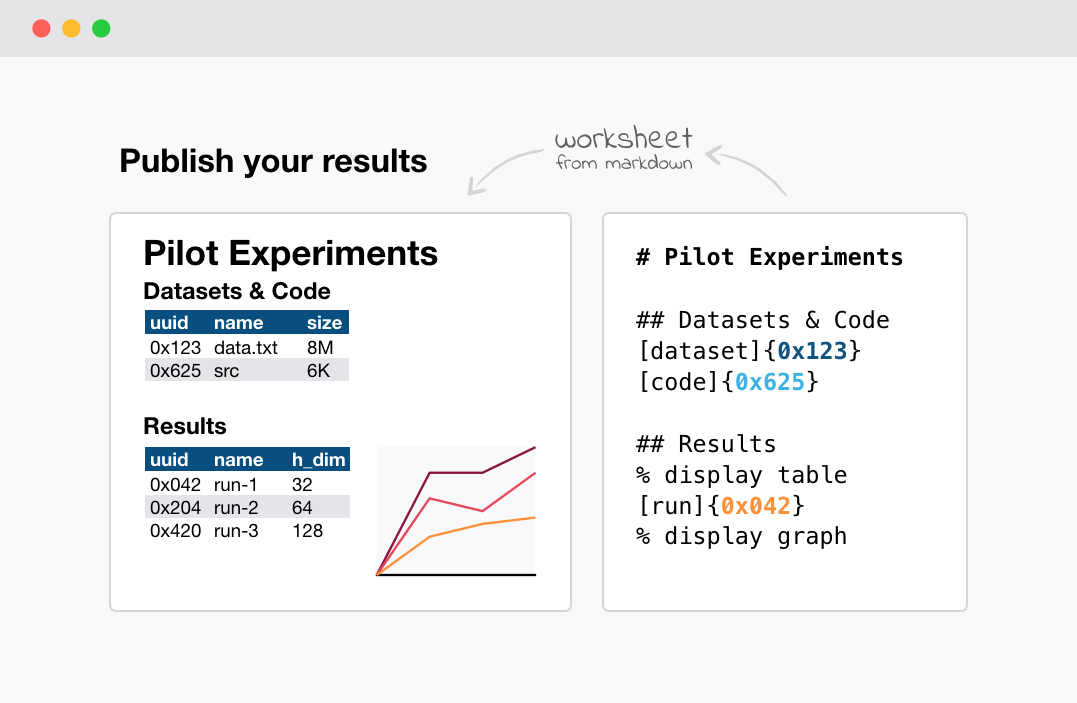 Publish your results
worksheet
from markdown
Pilot Experiments
Datasets & Code
uuid name size
0x123 data.txt 8M
0x625 src 6K
Results
uuid name h_dim
0x042 run-1 32
0x204 run-2 64
0x420 run-3 128
# Pilot Experiments
## Datasets & Code
[dataset]{0x123}
[code]{0x625}
## Results
% display table
[run]{0x042}
% display graph